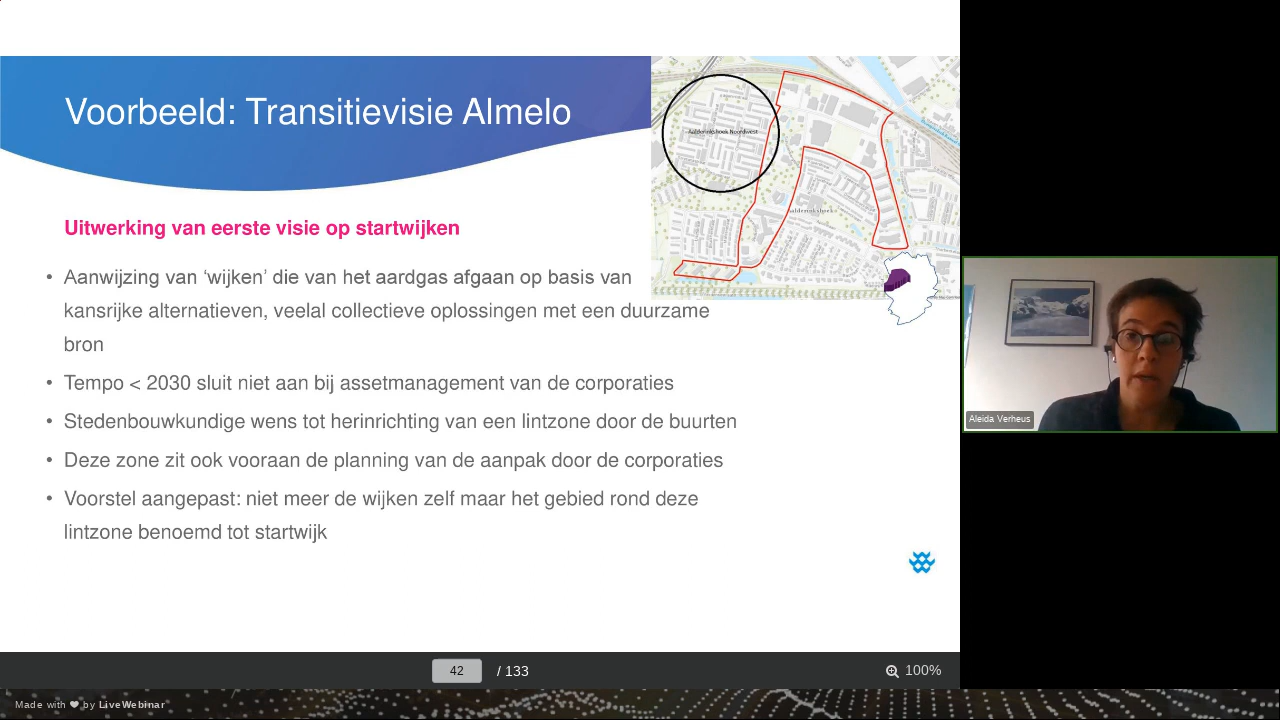 Voorbeeld: Transitievisie Almelo
Aalderinkshoek Noordwest
Aalderinkshoek
Uitwerking van eerste visie op startwijken
• Aanwijzing van ‘wijken’ die van het aardgas afgaan op basis van
kansrijke alternatieven, veelal collectieve oplossingen met een duurzame
bron
• Tempo < 2030 sluit niet aan bij assetmanagement van de corporaties
• Stedenbouwkundige wens tot herinrichting van een lintzone door de buurten
• Deze zone zit ook vooraan de planning van de aanpak door de corporaties
• Voorstel aangepast: niet meer de wijken zelf maar het gebied rond deze
lintzone benoemd tot startwijk
Aleida Verheus
42 / 133
100%
Made with ❤ by LiveWebinar